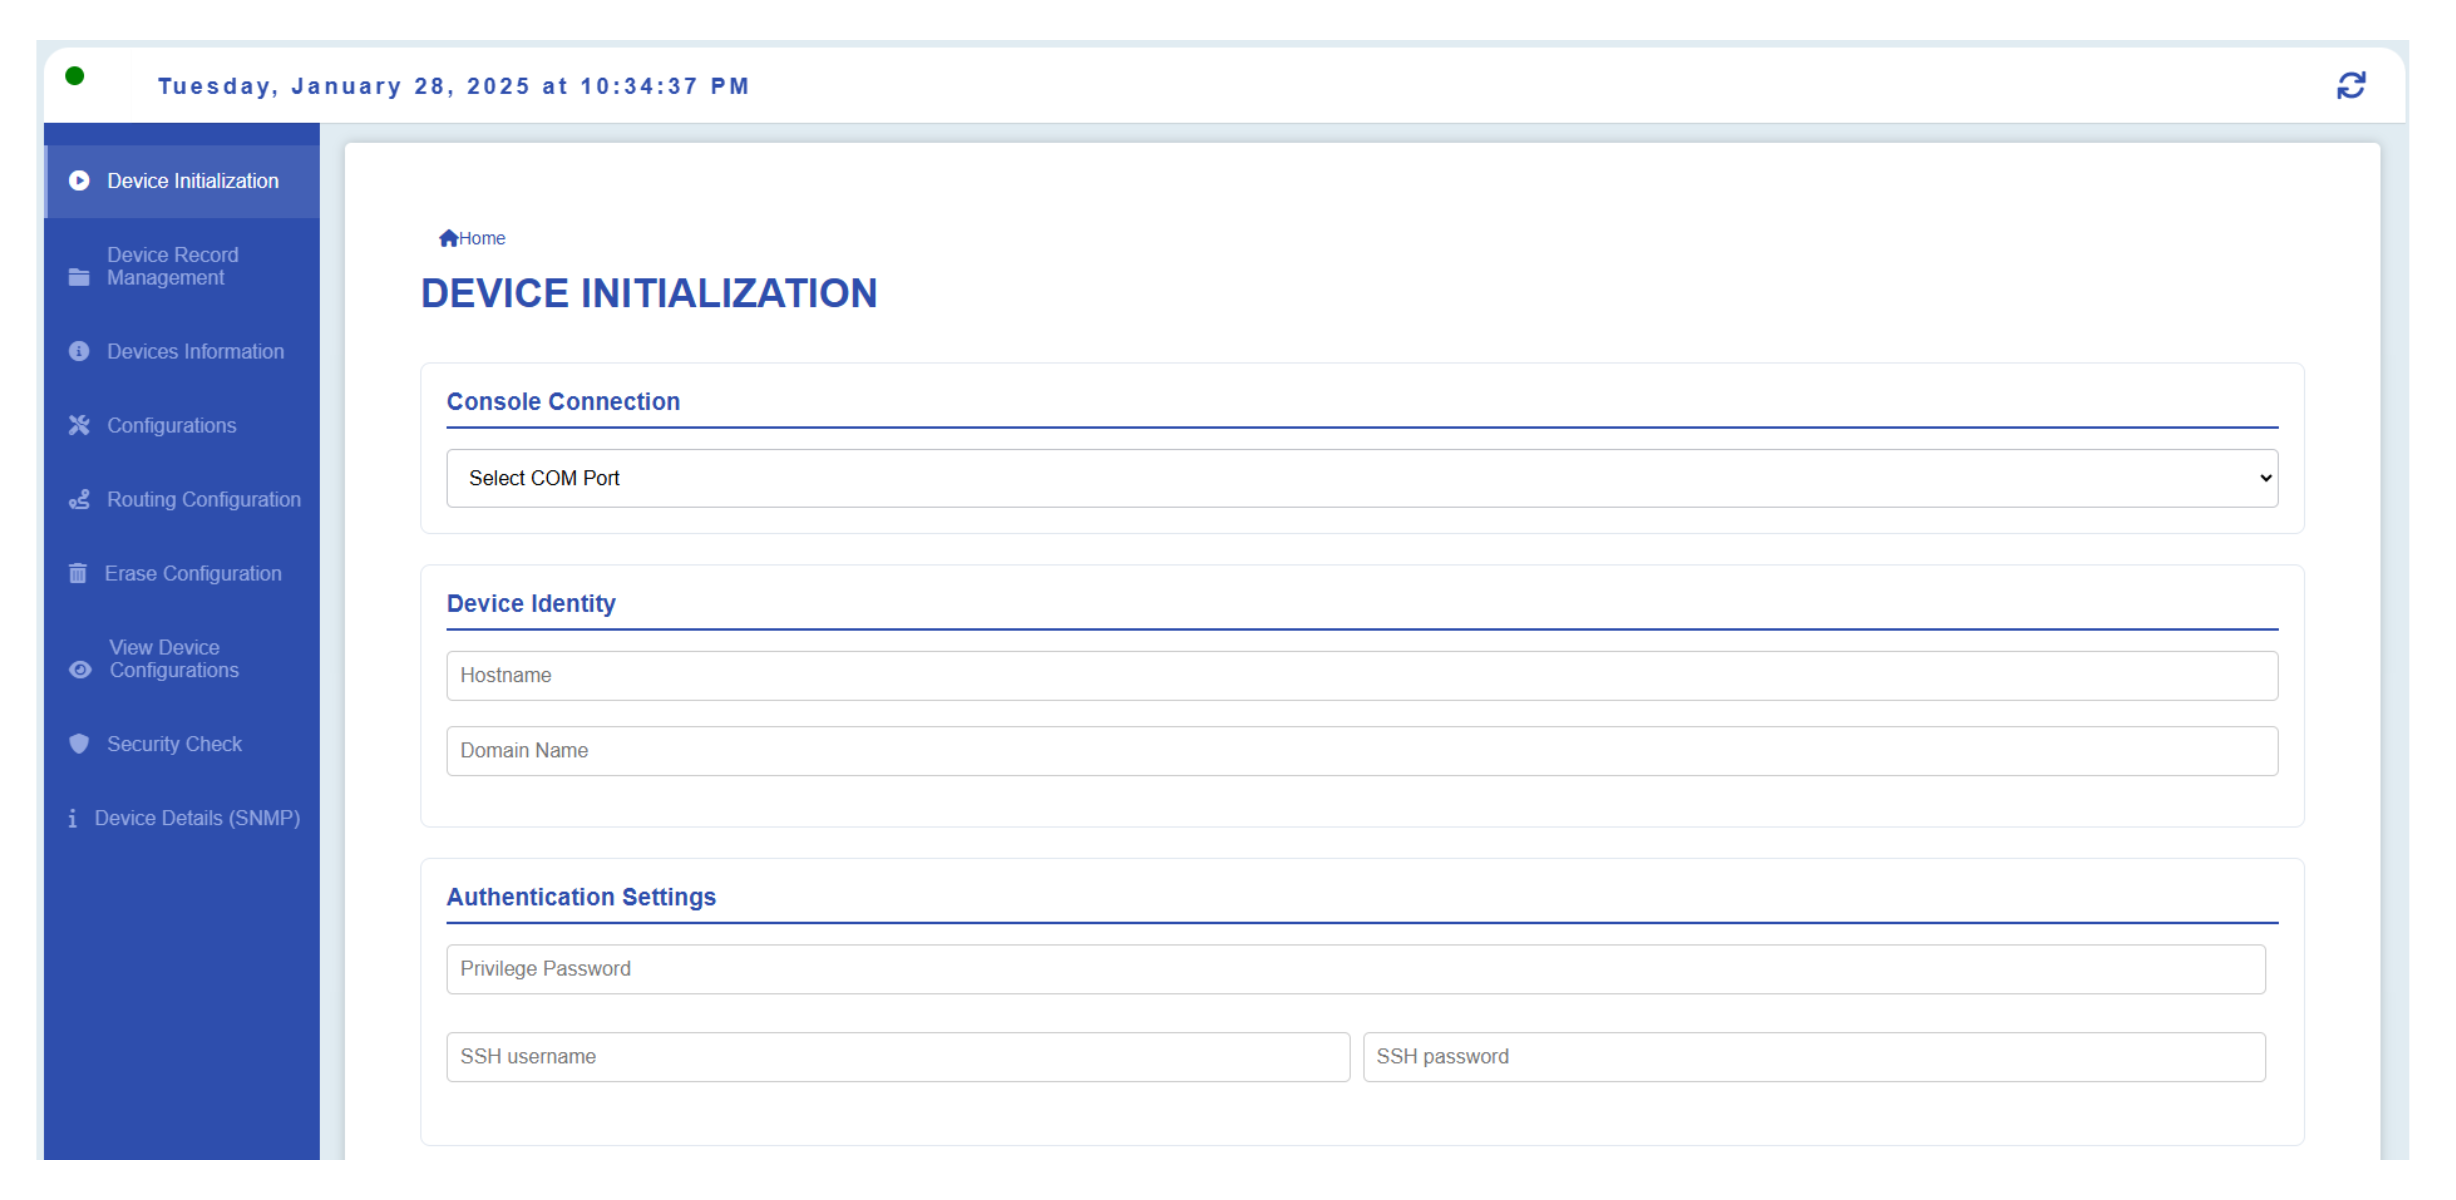 Tuesday, January 28, 2025 at 10:34:37 PM
Device Initialization
Device Record
Management
Devices Information
Configurations
Routing Configuration
Erase Configuration
View Device
Configurations
Security Check
Device Details (SNMP)
Home
DEVICE INITIALIZATION
Console Connection
Select COM Port
Device Identity
Hostname
Domain Name
Authentication Settings
Privilege Password
SSH username
SSH password